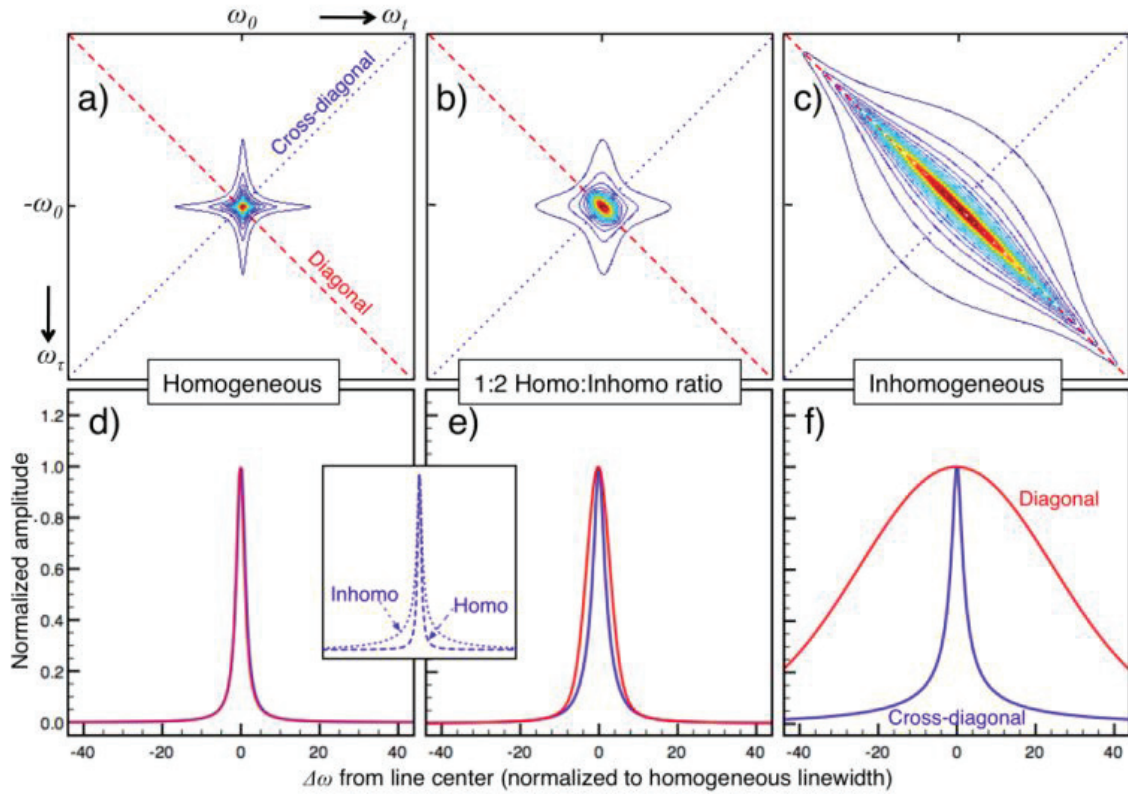 ω0 ωt
a)
b)
c)
Cross-diagonal
-ω0
Diagonal
ωτ
Homogeneous
1:2 Homo:Inhomo ratio
Inhomogeneous
d)
e)
f)
1.2
1.0
0.8
0.6
0.4
0.2
0.0
Normalized amplitude
Inhomo
Homo
Diagonal
Cross-diagonal
-40 -20 0 20 40
-40 -20 0 20 40
-40 -20 0 20 40
Δω from line center (normalized to homogeneous linewidth)